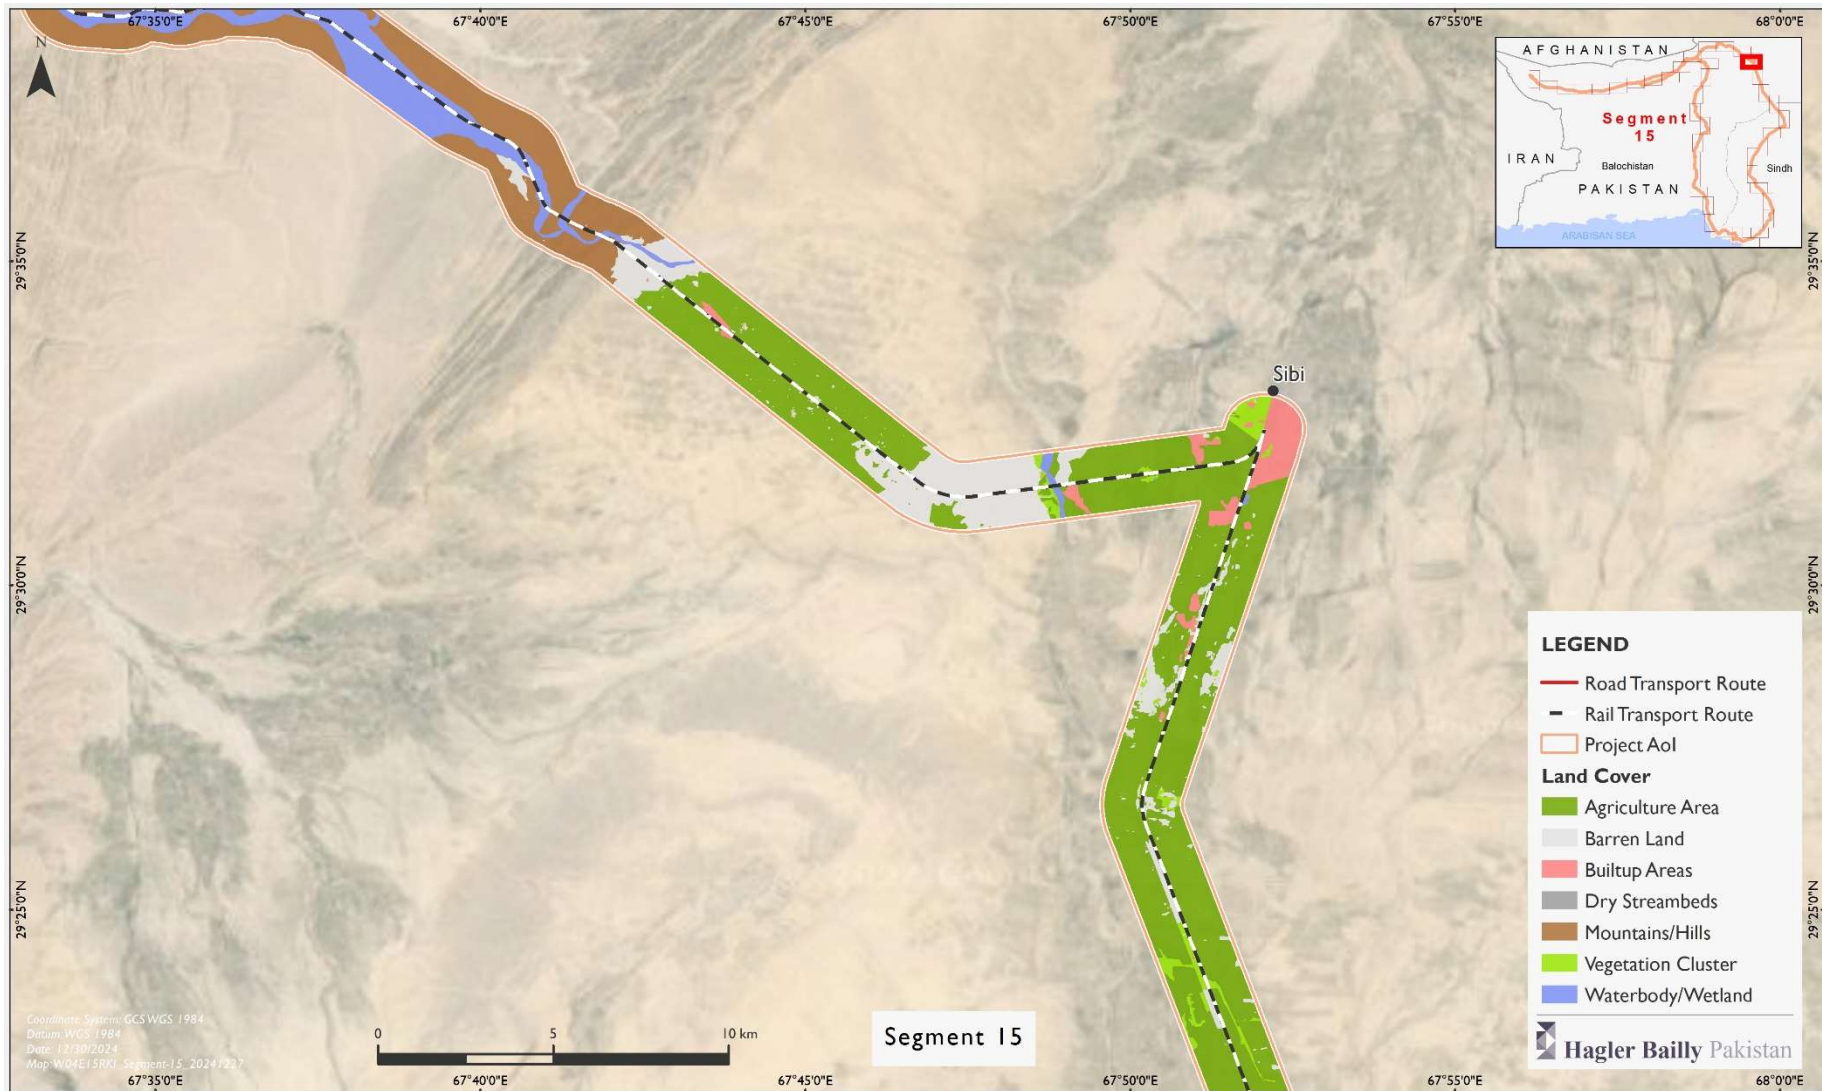 67°35'0"E 67°40'0"E 67°45'0"E 67°50'0"E 67°55'0"E 68°0'0"E
N
AFGHANISTAN
Segment
15
IRAN
Balochistan
Sindh
PAKISTAN
ARABISAN SEA
29°35'0"N 29°35'0"N
Sibi
29°30'0"N 29°30'0"N
LEGEND
Road Transport Route
Rail Transport Route
Project AoI
Land Cover
Agriculture Area
Barren Land
Builtup Areas
Dry Streambeds
Mountains/Hills
Vegetation Cluster
Waterbody/Wetland
Hagler Bailly Pakistan
29°25'0"N 29°25'0"N
Coordinate System: GCS WGS 1984
Datum: WGS 1984
Date: 12/30/2024
Map:W04E15RKI_Segment-15_20241227
0 5 10 km
Segment 15
67°35'0"E 67°40'0"E 67°45'0"E 67°50'0"E 67°55'0"E 68°0'0"E